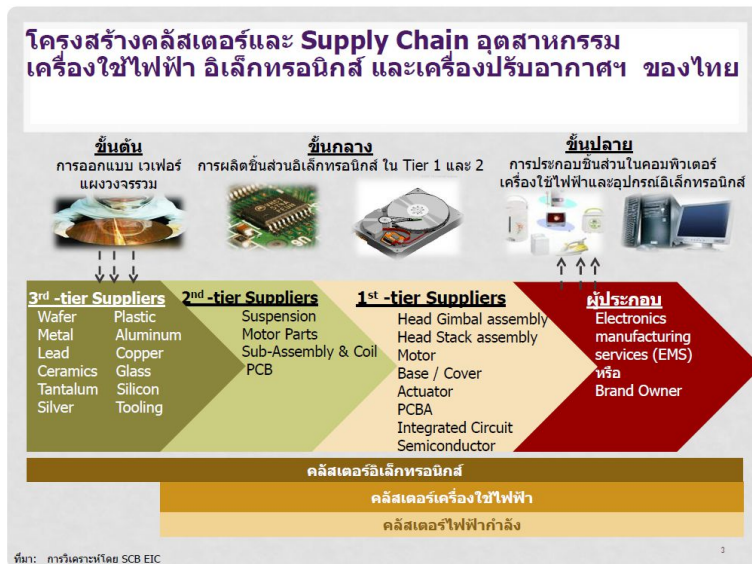 โครงสร้างคลัสเตอร์และ Supply Chain อุตสาหกรรม
เครื่องใช้ไฟฟ้า อิเล็กทรอนิกส์ และเครื่องปรับอากาศฯ ของไทย
ขั้นต้น
การออกแบบ เวเฟอร์
แผงวงจรรวม
ขั้นกลาง
การผลิตชิ้นส่วนอิเล็กทรอนิกส์ ใน Tier 1 และ 2
ขั้นปลาย
การประกอบชิ้นส่วนในคอมพิวเตอร์
เครื่องใช้ไฟฟ้าและอุปกรณ์อิเล็กทรอนิกส์
3rd -tier Suppliers
Wafer Plastic
Metal Aluminum
Lead Copper
Ceramics Glass
Tantalum Silicon
Silver Tooling
2nd -tier Suppliers
Suspension
Motor Parts
Sub-Assembly & Coil
PCB
1st -tier Suppliers
Head Gimbal assembly
Head Stack assembly
Motor
Base / Cover
Actuator
PCBA
Integrated Circuit
Semiconductor
ผู้ประกอบ
Electronics
manufacturing
services (EMS)
หรือ
Brand Owner
คลัสเตอร์อิเล็กทรอนิกส์
คลัสเตอร์เครื่องใช้ไฟฟ้า
คลัสเตอร์ไฟฟ้ากำลัง
ที่มา: การวิเคราะห์โดย SCB EIC
3